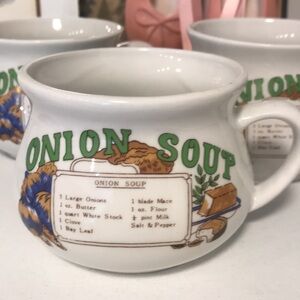 ONION SOUP
ONION SOUP
1 Large Onions
1 oz. Butter
1 quart White Stock
1 Clove
1 Bay Leaf
1 blade Mace
1 oz. Flour
½ pint Milk
Salt & Pepper
ON